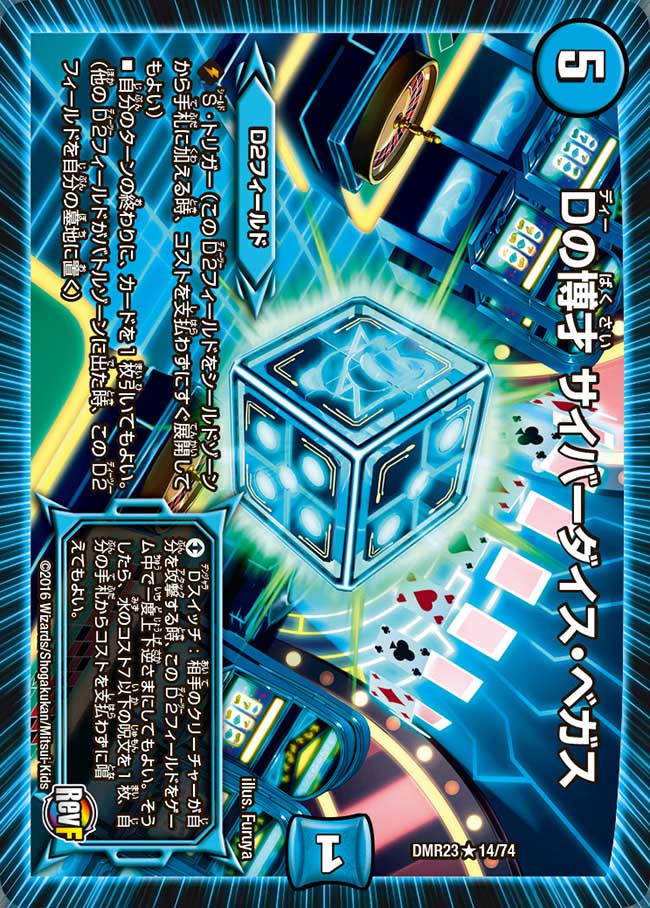 5
Dの博才 サイバーダイス・ベガス
D2フィールド
S・トリガー(このD2フィールドをシールドゾーン
から手札に加える時、コストを支払わずにすぐ展開して
もよい)
■自分のターンの終わりに、カードを1枚引いてもよい。
(他のD2フィールドがバトルゾーンに出た時、このD2
フィールドを自分の墓地に置く)
Dスイッチ:相手のクリーチャーが自
分を攻撃する時、このD2フィールドをゲー
ム中で一度上下逆さまにしてもよい。そう
したら、水のコスト7以下の呪文を1枚、自
分の手札からコストを支払わずに唱
えてもよい。
©2016 Wizards/Shogakukan/Mitsui-Kids
RevF
illus. Furuya
1
DMR23★14/74